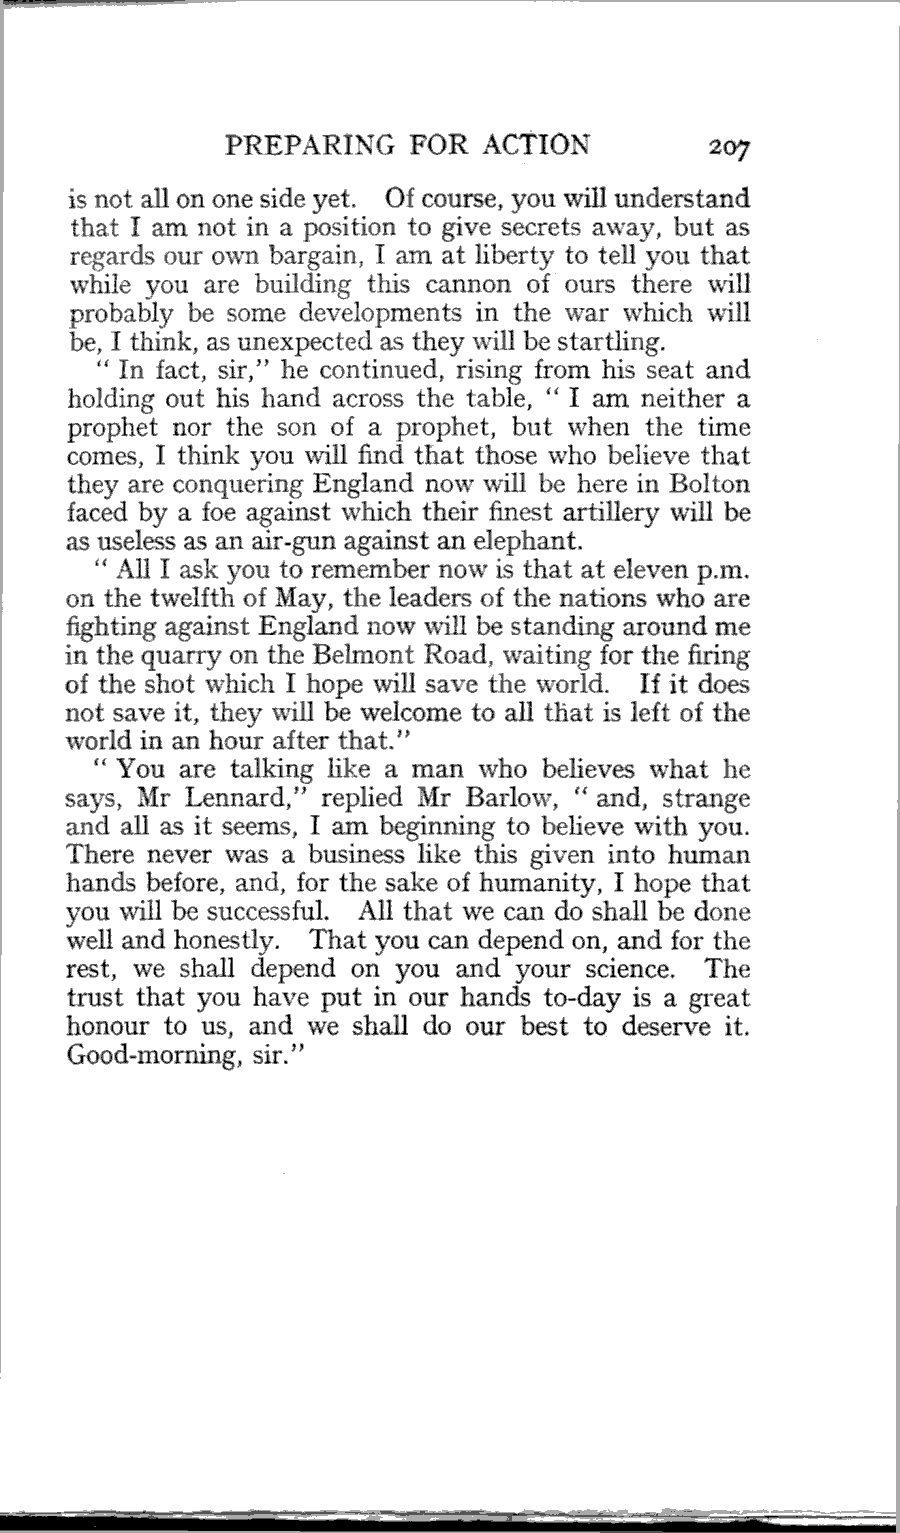 PREPARING FOR ACTION 207
is not all on one side yet. Of course, you will understand
that I am not in a position to give secrets away, but as
regards our own bargain, I am at liberty to tell you that
while you are building this cannon of ours there will
probably be some developments in the war which will
be, I think, as unexpected as they will be startling.
" In fact, sir," he continued, rising from his seat and
holding out his hand across the table, " I am neither a
prophet nor the son of a prophet, but when the time
comes, I think you will find that those who believe that
they are conquering England now will be here in Bolton
faced by a foe against which their finest artillery will be
as useless as an air-gun against an elephant.
" All I ask you to remember now is that at eleven p.m.
on the twelfth of May, the leaders of the nations who are
fighting against England now will be standing around me
in the quarry on the Belmont Road, waiting for the firing
of the shot which I hope will save the world. If it does
not save it, they will be welcome to all that is left of the
world in an hour after that."
" You are talking like a man who believes what he
says, Mr Lennard," replied Mr Barlow, " and, strange
and all as it seems, I am beginning to believe with you.
There never was a business like this given into human
hands before, and, for the sake of humanity, I hope that
you will be successful. All that we can do shall be done
well and honestly. That you can depend on, and for the
rest, we shall depend on you and your science. The
trust that you have put in our hands to-day is a great
honour to us, and we shall do our best to deserve it.
Good-morning, sir."